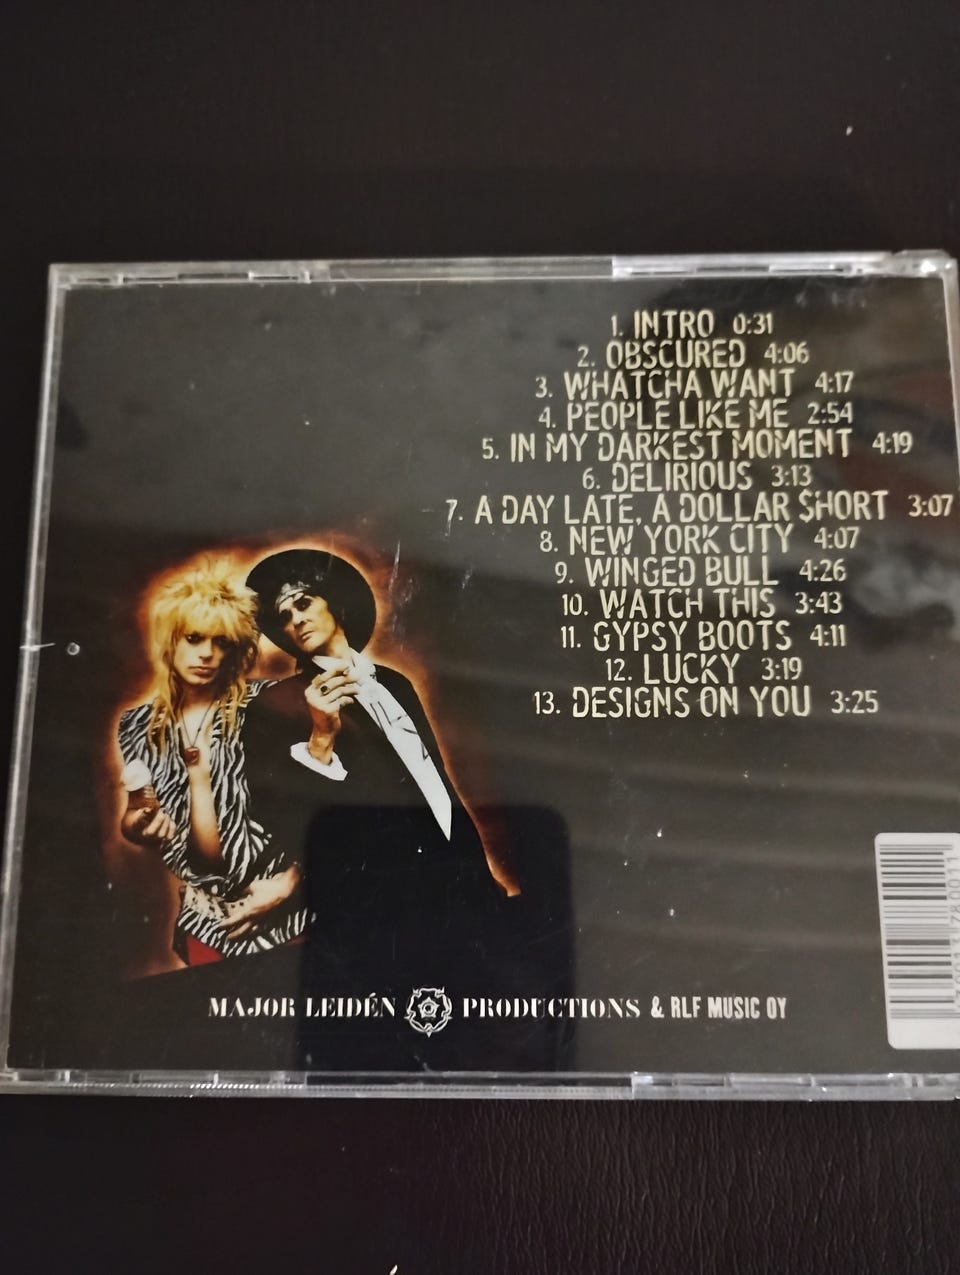 1. INTRO 0:31
2. OBSCURED 4:06
3. WHATCHA WANT 4:17
4. PEOPLE LIKE ME 2:54
5. IN MY DARKEST MOMENT 4:19
6. DELIRIOUS 3:13
7. A DAY LATE, A DOLLAR $HORT 3:07
8. NEW YORK CITY 4:07
9. WINGED BULL 4:26
10. WATCH THIS 3:43
11. GYPSY BOOTS 4:11
12. LUCKY 3:19
13. DESIGNS ON YOU 3:25
MAJOR LEIDÉN PRODUCTIONS & RLF MUSIC OY